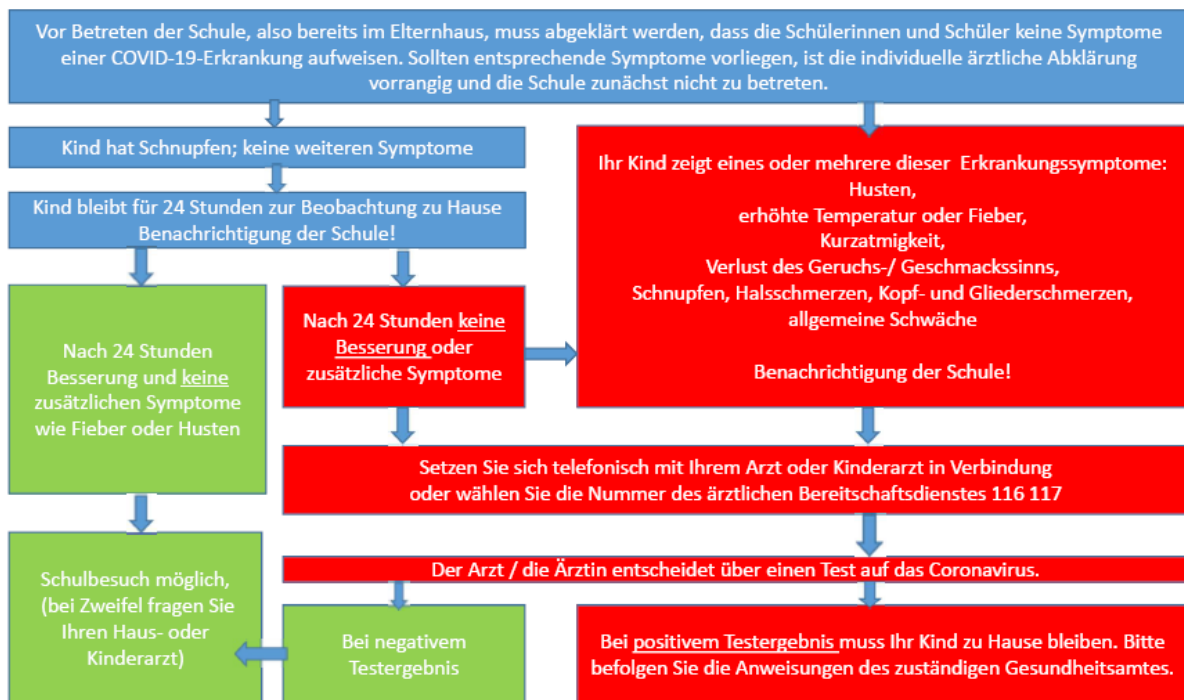 Vor Betreten der Schule, also bereits im Elternhaus, muss abgeklärt werden, dass die Schülerinnen und Schüler keine Symptome
einer COVID-19-Erkrankung aufweisen. Sollten entsprechende Symptome vorliegen, ist die individuelle ärztliche Abklärung
vorrangig und die Schule zunächst nicht zu betreten.
Kind hat Schnupfen; keine weiteren Symptome
Kind bleibt für 24 Stunden zur Beobachtung zu Hause
Benachrichtigung der Schule!
Ihr Kind zeigt eines oder mehrere dieser Erkrankungssymptome:
Husten,
erhöhte Temperatur oder Fieber,
Kurzatmigkeit,
Verlust des Geruchs-/ Geschmackssinns,
Schnupfen, Halsschmerzen, Kopf- und Gliederschmerzen,
allgemeine Schwäche
Benachrichtigung der Schule!
Nach 24 Stunden
Besserung und keine
zusätzlichen Symptome
wie Fieber oder Husten
Nach 24 Stunden keine
Besserung oder
zusätzliche Symptome
Setzen Sie sich telefonisch mit Ihrem Arzt oder Kinderarzt in Verbindung
oder wählen Sie die Nummer des ärztlichen Bereitschaftsdienstes 116 117
Der Arzt / die Ärztin entscheidet über einen Test auf das Coronavirus.
Schulbesuch möglich,
(bei Zweifel fragen Sie
Ihren Haus- oder
Kinderarzt)
Bei negativem
Testergebnis
Bei positivem Testergebnis muss Ihr Kind zu Hause bleiben. Bitte
befolgen Sie die Anweisungen des zuständigen Gesundheitsamtes.